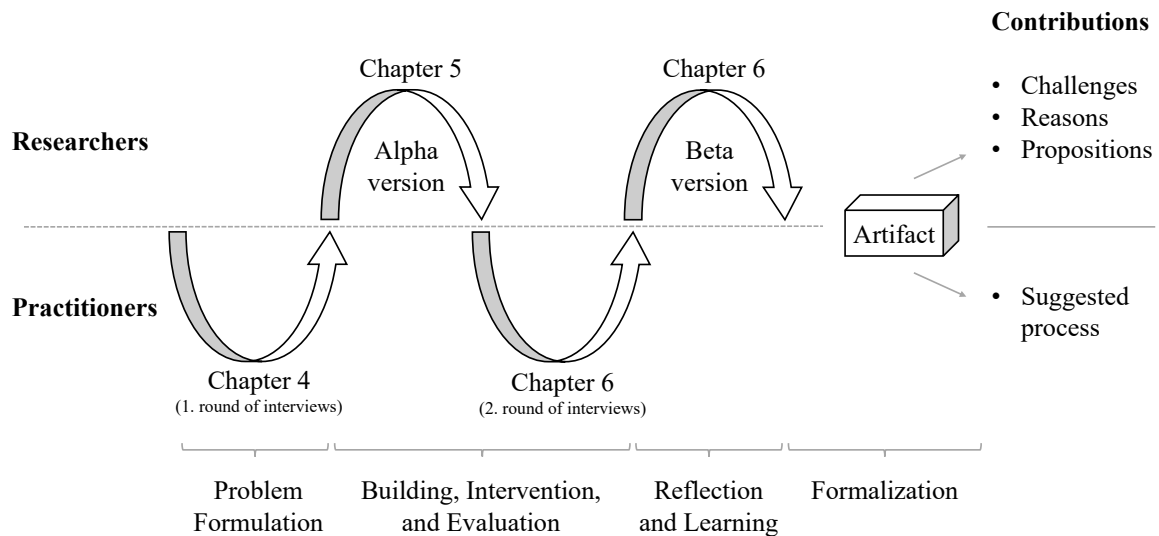 Contributions
Chapter 5
Chapter 6
• Challenges
• Reasons
• Propositions
Researchers
Alpha
version
Beta
version
Artifact
Practitioners
• Suggested
process
Chapter 4
(1. round of interviews)
Chapter 6
(2. round of interviews)
Problem
Formulation
Building, Intervention,
and Evaluation
Reflection
and Learning
Formalization